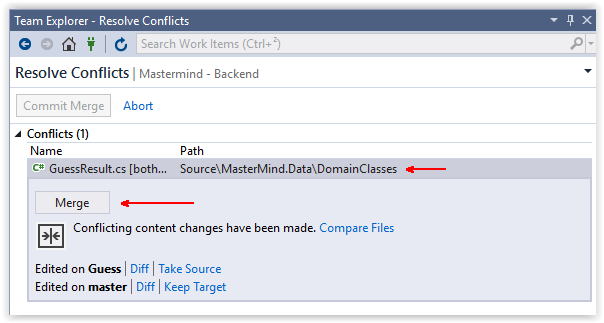 Team Explorer - Resolve Conflicts
Search Work Items (Ctrl+²)
Resolve Conflicts | Mastermind - Backend
Commit Merge Abort
Conflicts (1)
Name Path
C# GuessResult.cs [both... Source\MasterMind.Data\DomainClasses
Merge
Conflicting content changes have been made. Compare Files
Edited on Guess | Diff | Take Source
Edited on master | Diff | Keep Target